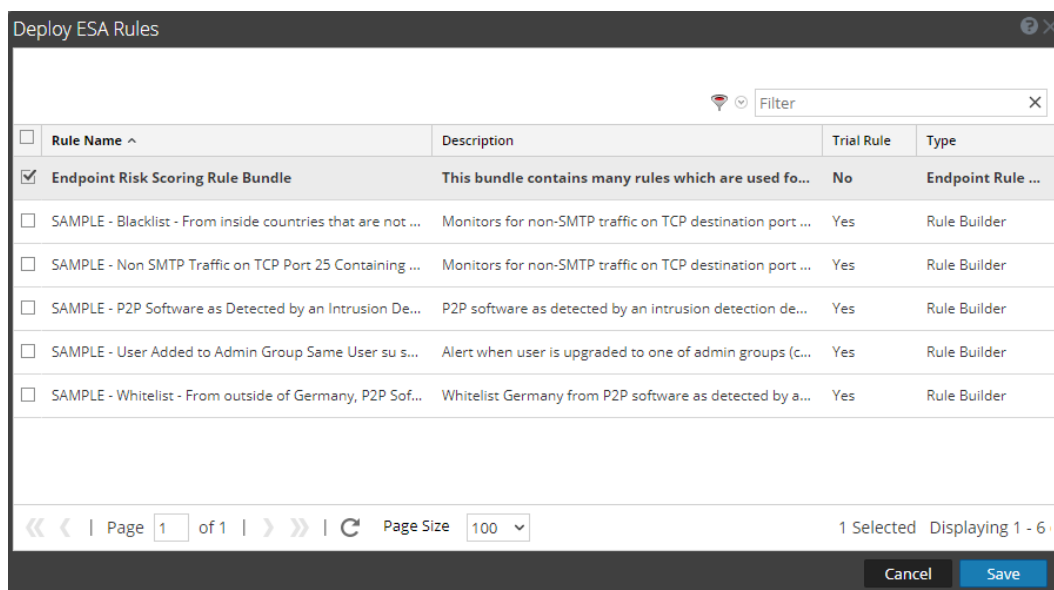 Deploy ESA Rules
Filter
Rule Name Description Trial Rule Type
Endpoint Risk Scoring Rule Bundle This bundle contains many rules which are used fo... No Endpoint Rule ...
SAMPLE - Blacklist - From inside countries that are not ... Monitors for non-SMTP traffic on TCP destination port ... Yes Rule Builder
SAMPLE - Non SMTP Traffic on TCP Port 25 Containing ... Monitors for non-SMTP traffic on TCP destination port ... Yes Rule Builder
SAMPLE - P2P Software as Detected by an Intrusion De... P2P software as detected by an intrusion detection de... Yes Rule Builder
SAMPLE - User Added to Admin Group Same User su s... Alert when user is upgraded to one of admin groups (c... Yes Rule Builder
SAMPLE - Whitelist - From outside of Germany, P2P Sof... Whitelist Germany from P2P software as detected by a... Yes Rule Builder
Page 1 of 1 Page Size 100 1 Selected Displaying 1 - 6
Cancel Save